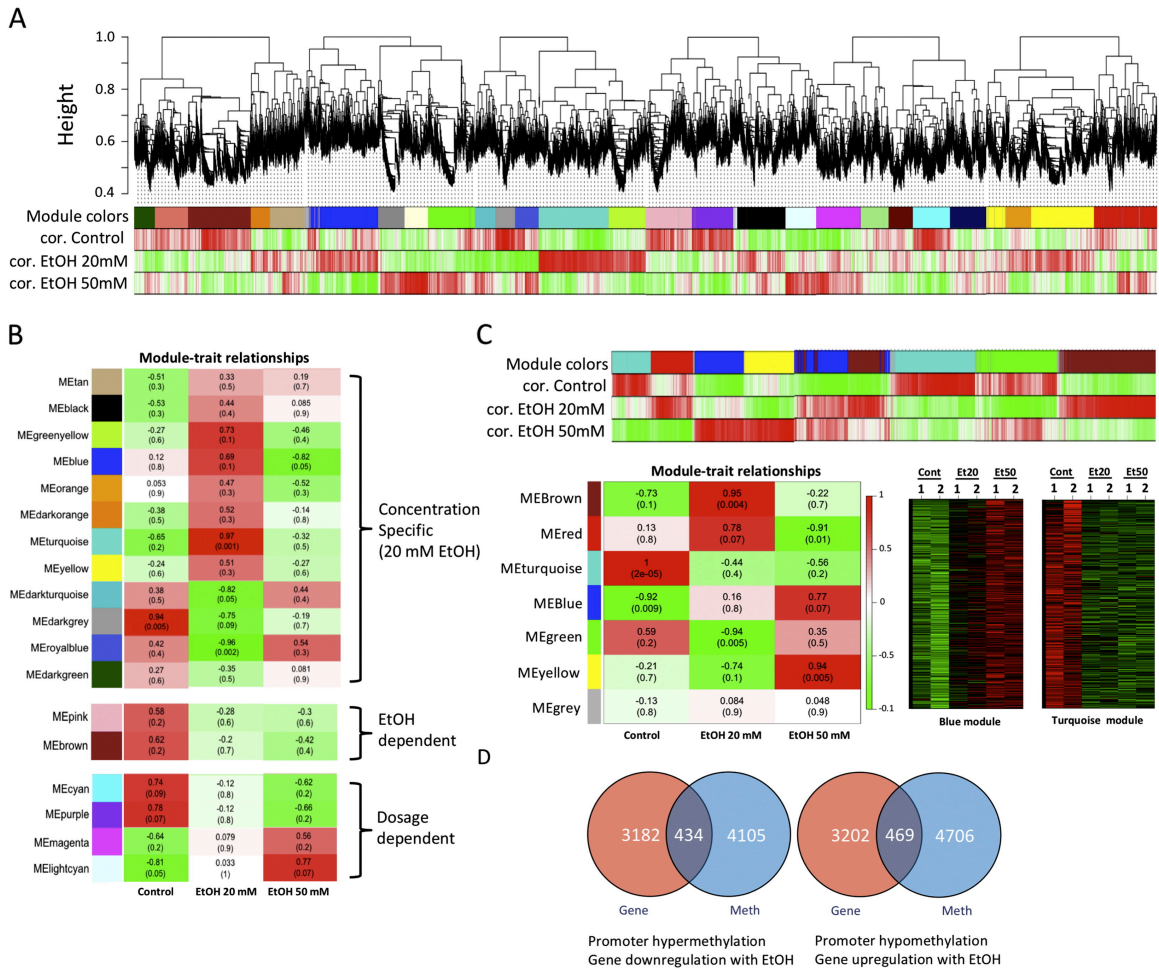 A
1.0
0.8
0.6
0.4
Height
Module colors
cor. Control
cor. EtOH 20mM
cor. EtOH 50mM
B
Module-trait relationships
METan
-0.51 0.33 0.19
(0.3) (0.5) (0.7)
MEblack
-0.53 0.44 0.085
(0.3) (0.4) (0.9)
MEgreenyellow
-0.27 0.73 -0.46
(0.6) (0.1) (0.4)
MEblue
0.12 0.69 -0.82
(0.8) (0.1) (0.05)
MEorange
0.053 0.47 -0.52
(0.9) (0.3) (0.3)
MEdarkorange
-0.38 0.52 -0.14
(0.5) (0.3) (0.8)
MEturquoise
-0.65 0.97 -0.32
(0.2) (0.001) (0.5)
MEyellow
-0.24 0.51 -0.27
(0.6) (0.3) (0.6)
MEdarkturquoise
0.38 -0.82 0.44
(0.5) (0.05) (0.4)
MEdarkgrey
0.94 -0.75 -0.19
(0.005) (0.09) (0.7)
MEroyalblue
0.42 -0.96 0.54
(0.4) (0.002) (0.3)
MEdarkgreen
0.27 -0.35 0.081
(0.6) (0.5) (0.9)
Concentration
Specific
(20 mM EtOH)
MEpink
0.58 -0.28 -0.3
(0.2) (0.6) (0.6)
MEbrown
0.62 -0.2 -0.42
(0.2) (0.7) (0.4)
EtOH
dependent
MEcyan
0.74 -0.12 -0.62
(0.09) (0.8) (0.2)
MEpurple
0.78 -0.12 -0.66
(0.07) (0.8) (0.2)
MEmagenta
-0.64 0.079 0.56
(0.2) (0.9) (0.2)
MElightcyan
-0.81 0.033 0.77
(0.05) (1) (0.07)
Dosage
dependent
Control EtOH 20 mM EtOH 50 mM
C
Module colors
cor. Control
cor. EtOH 20mM
cor. EtOH 50mM
Module-trait relationships
MEBrown
-0.73 0.95 -0.22
(0.1) (0.004) (0.7)
MEred
0.13 0.78 -0.91
(0.8) (0.07) (0.01)
MEturquoise
1 -0.44 -0.56
(2e-05) (0.4) (0.2)
MEBlue
-0.92 0.16 0.77
(0.009) (0.8) (0.07)
MEgreen
0.59 -0.94 0.35
(0.2) (0.005) (0.5)
MEyellow
-0.21 -0.74 0.94
(0.7) (0.1) (0.005)
MEgrey
-0.13 0.084 0.048
(0.8) (0.9) (0.9)
Control EtOH 20 mM EtOH 50 mM
1
0.5
0
-0.5
-0.1
Cont Et20 Et50
1 2 1 2 1 2
Blue module
Cont Et20 Et50
1 2 1 2 1 2
Turquoise module
D
3182 434 4105
Gene Meth
Promoter hypermethylation
Gene downregulation with EtOH
3202 469 4706
Gene Meth
Promoter hypomethylation
Gene upregulation with EtOH